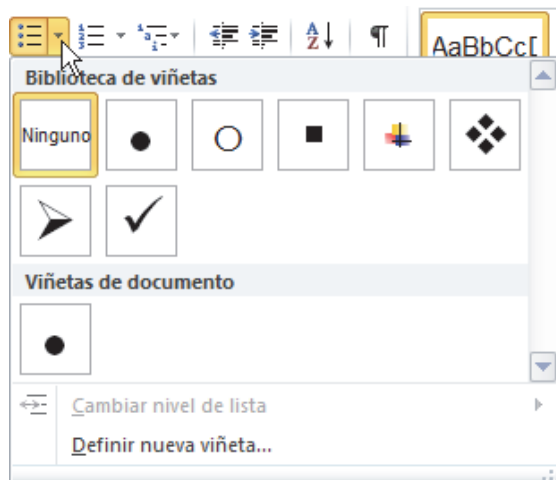 AaBbCc
Biblioteca de viñetas
Ninguno
Viñetas de documento
Cambiar nivel de lista
Definir nueva viñeta...